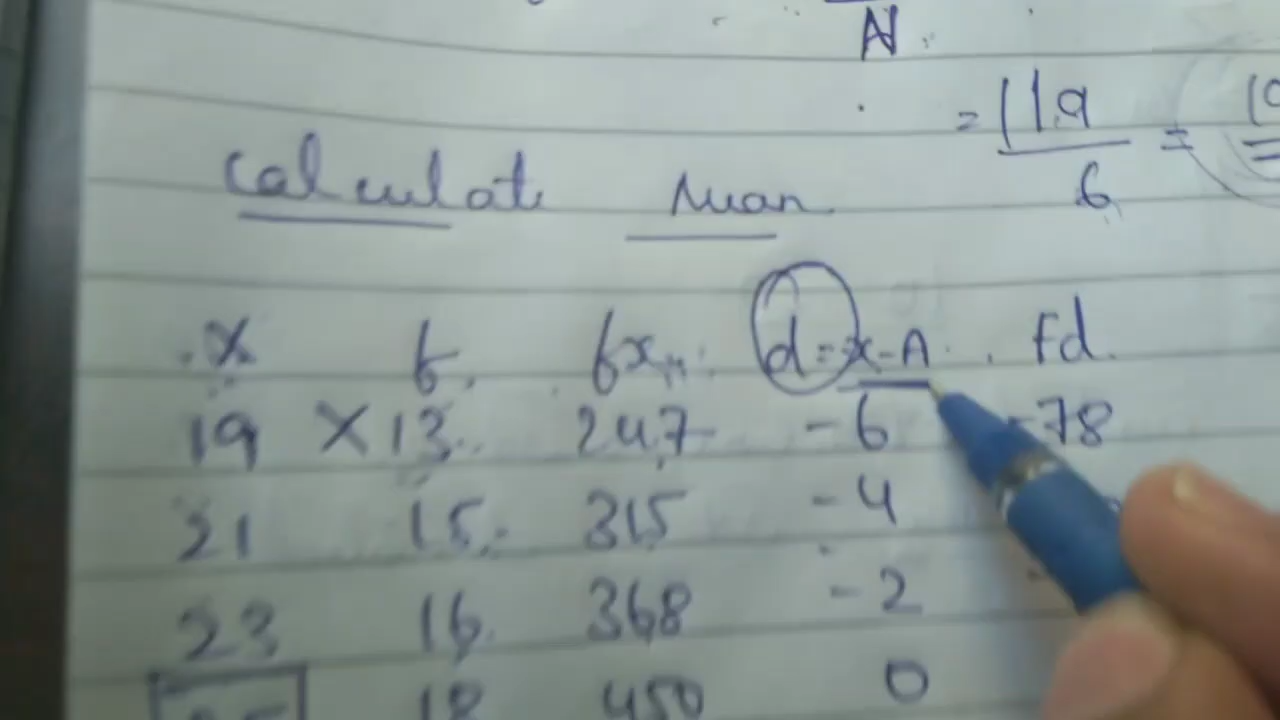 N
= 119 / 6 =
Calculate Mean
x f. fx d = x - A fd.
19 x 13 247 -6 -78
21 15 315 -4
23 16 368 -2
25 18 450 0